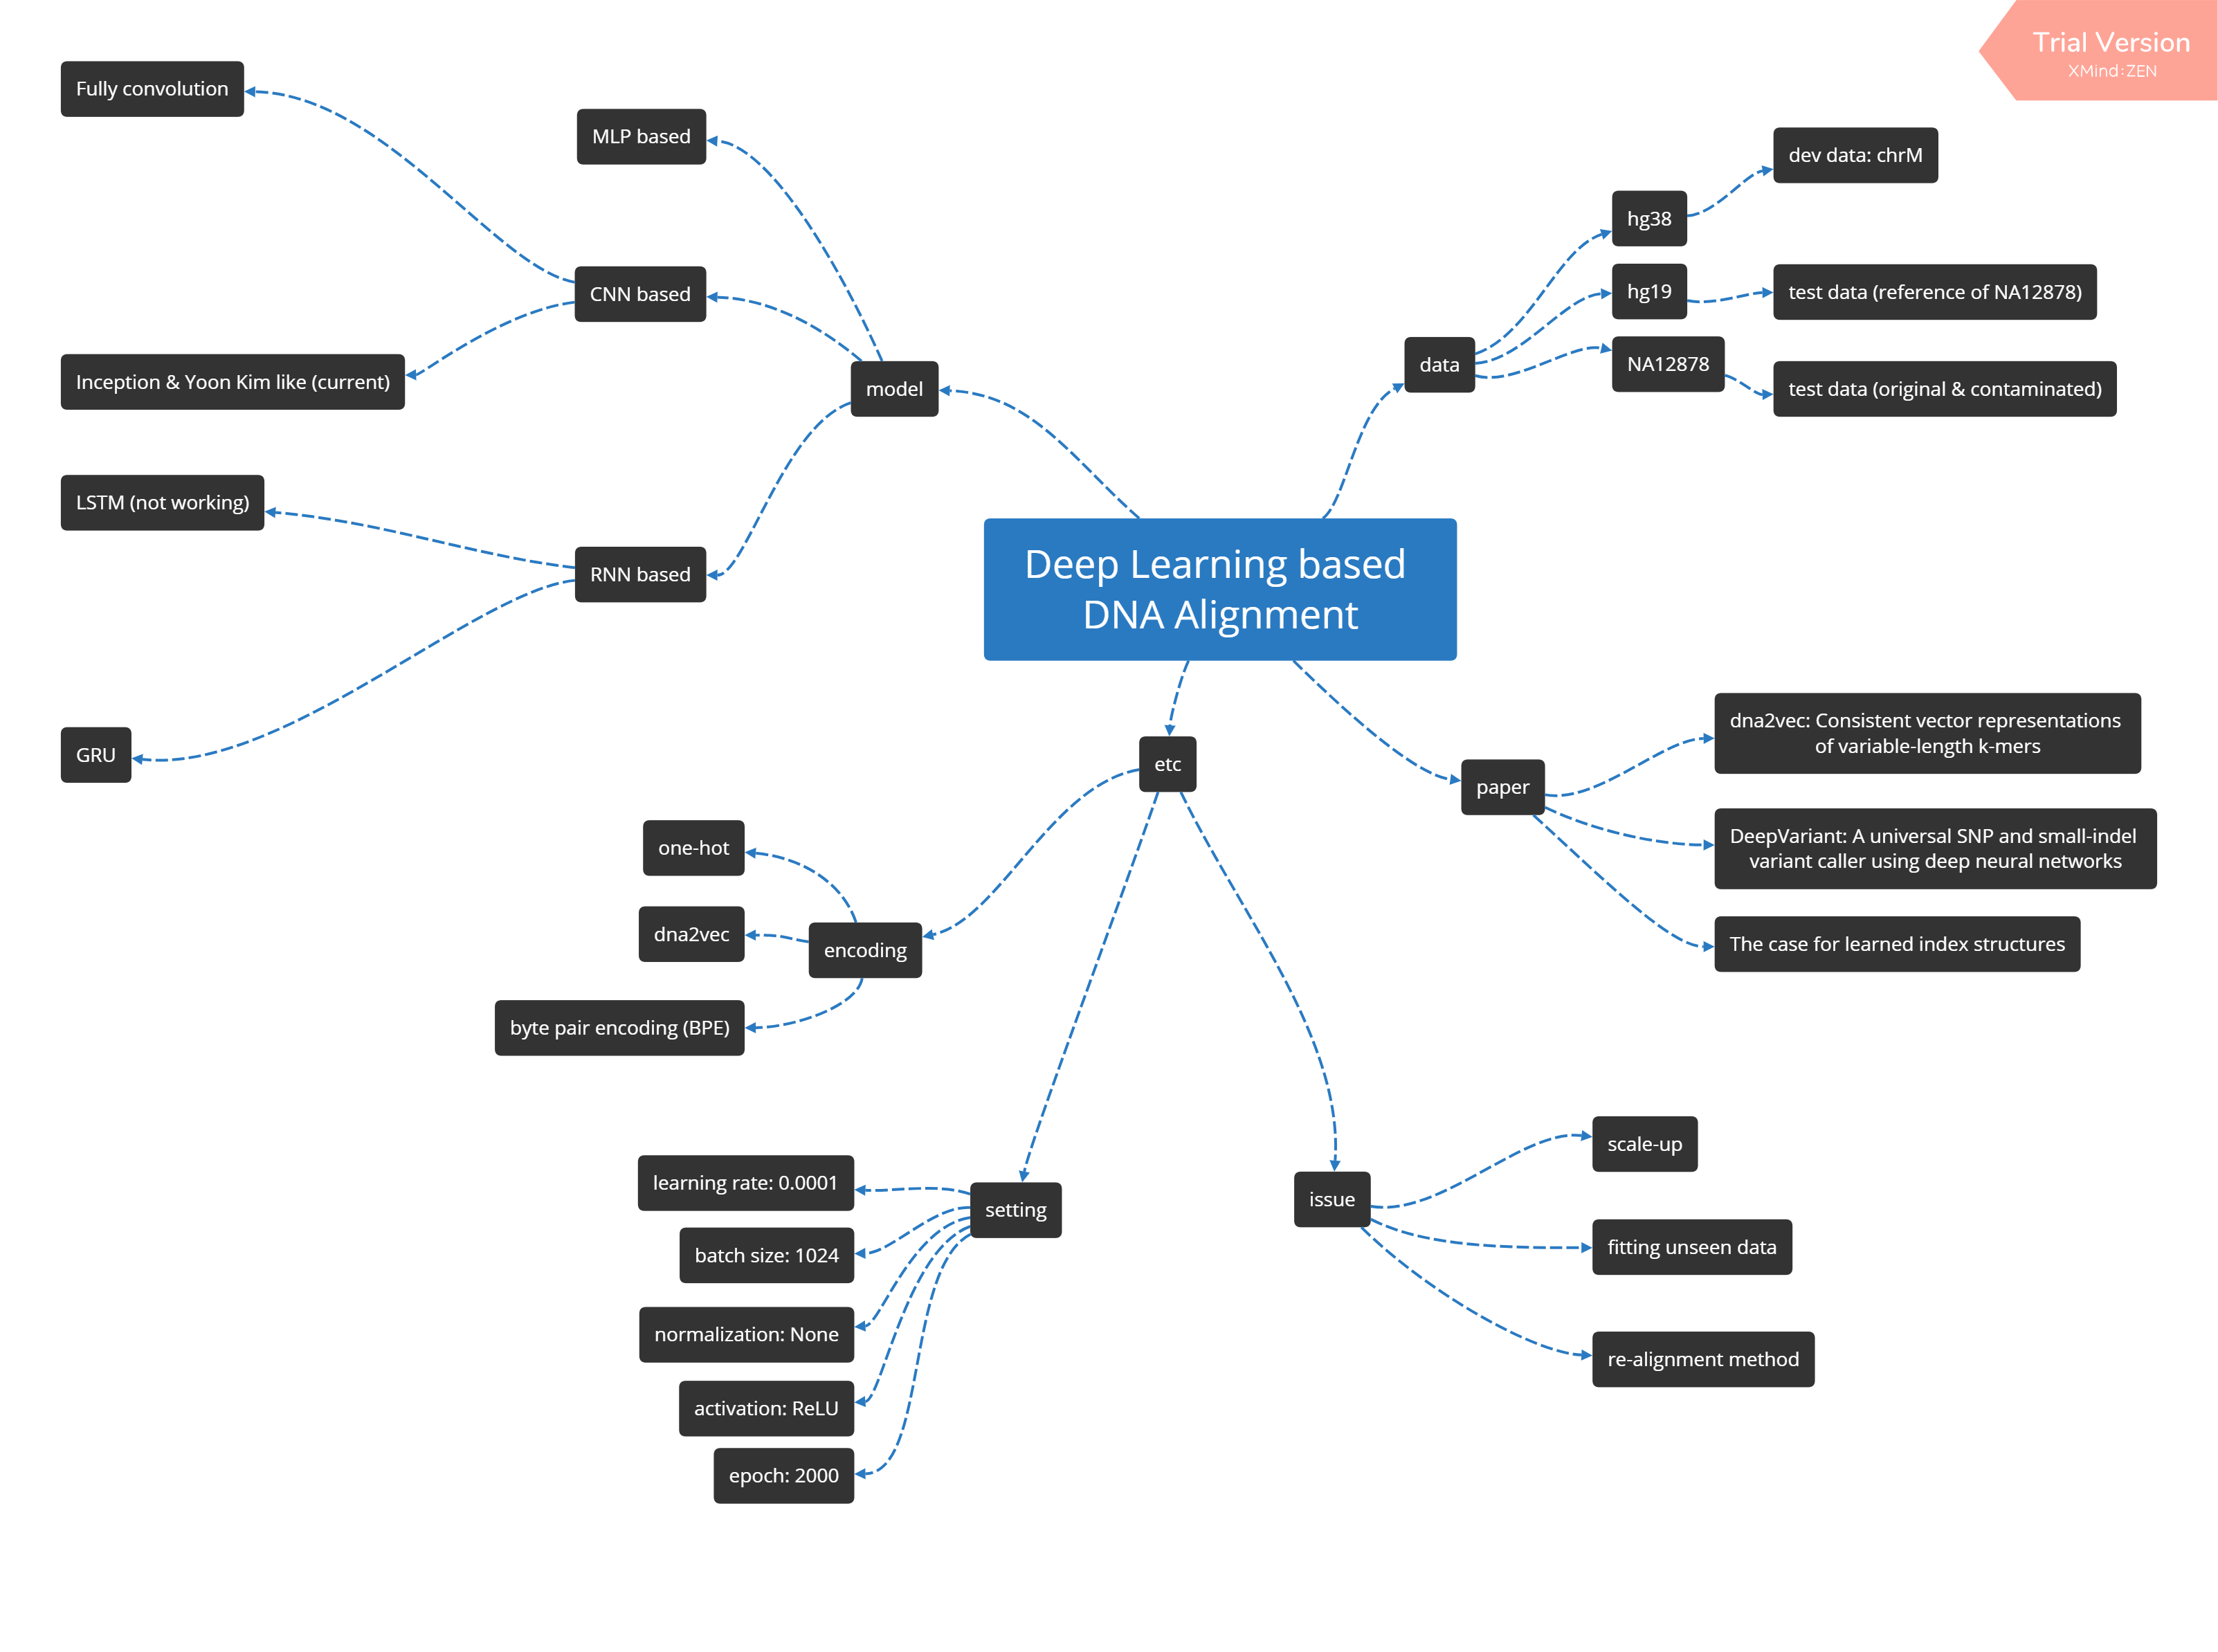 Trial Version
XMind:ZEN
Fully convolution
MLP based
CNN based
Inception & Yoon Kim like (current)
model
LSTM (not working)
RNN based
GRU
dev data: chrM
hg38
hg19
test data (reference of NA12878)
data
NA12878
test data (original & contaminated)
Deep Learning based
DNA Alignment
etc
paper
dna2vec: Consistent vector representations
of variable-length k-mers
DeepVariant: A universal SNP and small-indel
variant caller using deep neural networks
The case for learned index structures
one-hot
dna2vec
encoding
byte pair encoding (BPE)
learning rate: 0.0001
setting
batch size: 1024
normalization: None
activation: ReLU
epoch: 2000
issue
scale-up
fitting unseen data
re-alignment method